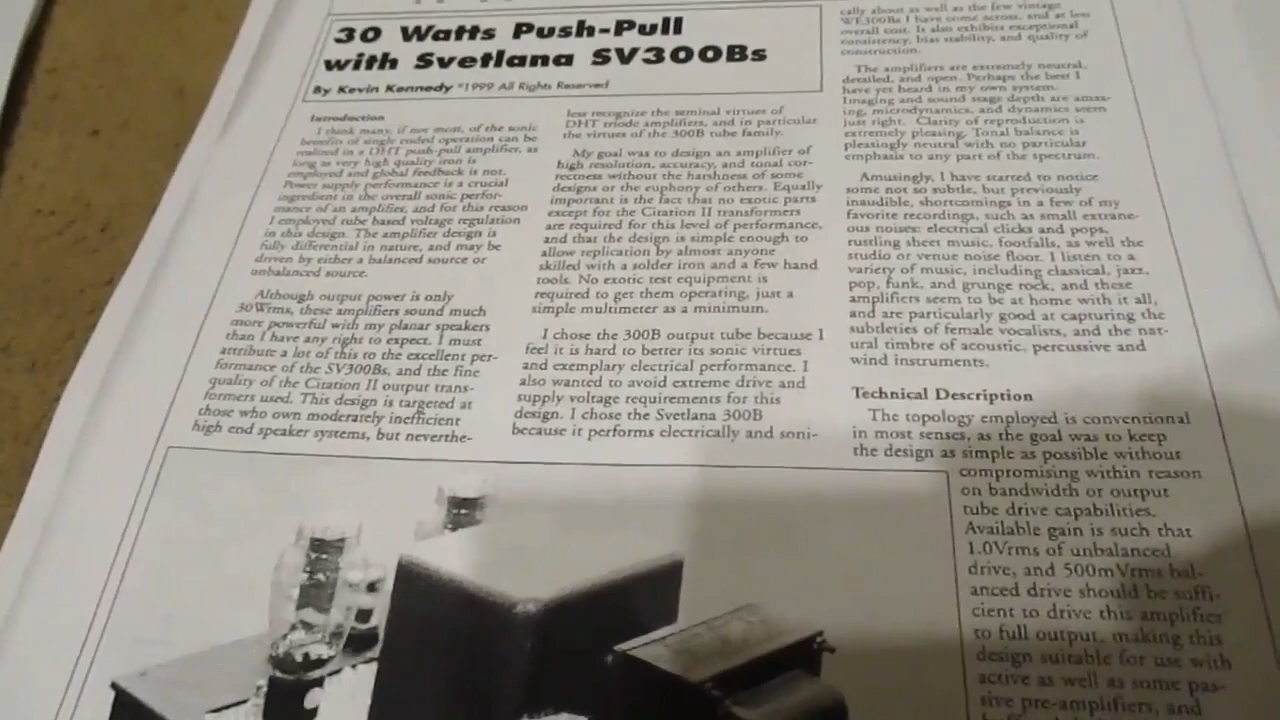 30 Watts Push-Pull
with Svetlana SV300Bs
By Kevin Kennedy ©1999 All Rights Reserved
Introduction
I think many, if not most, of the sonic
benefits of single ended operation can be
realized in a DHT push-pull amplifier, as
long as very high quality iron is
employed and global feedback is not.
Power supply performance is a crucial
ingredient in the overall sonic perfor-
mance of an amplifier, and for this reason
I employed tube based voltage regulation
in this design. The amplifier design is
fully differential in nature, and may be
driven by either a balanced source or
unbalanced source.
Although output power is only
30Wrms, these amplifiers sound much
more powerful with my planar speakers
than I have any right to expect. I must
attribute a lot of this to the excellent per-
formance of the SV300Bs, and the fine
quality of the Citation II output trans-
formers used. This design is targeted at
those who own moderately inefficient
high end speaker systems, but neverthe-
less recognize the seminal virtues of
DHT triode amplifiers, and in particular
the virtues of the 300B tube family.
My goal was to design an amplifier of
high resolution, accuracy, and tonal cor-
rectness without the harshness of some
designs or the euphony of others. Equally
important is the fact that no exotic parts
except for the Citation II transformers
are required for this level of performance,
and that the design is simple enough to
allow replication by almost anyone
skilled with a solder iron and a few hand
tools. No exotic test equipment is
required to get them operating, just a
simple multimeter as a minimum.
I chose the 300B output tube because I
feel it is hard to better its sonic virtues
and exemplary electrical performance. I
also wanted to avoid extreme drive and
supply voltage requirements for this
design. I chose the Svetlana 300B
because it performs electrically and soni-
cally about as well as the few vintage
WE300Bs I have come across, and at less
overall cost. It also exhibits exceptional
consistency, bias stability, and quality of
construction.
The amplifiers are extremely neutral,
detailed, and open. Perhaps the best I
have yet heard in my own system.
Imaging and sound stage depth are amaz-
ing, microdynamics, and dynamics seem
just right. Clarity of reproduction is
extremely pleasing. Tonal balance is
pleasingly neutral with no particular
emphasis to any part of the spectrum.
Amusingly, I have started to notice
some not so subtle, but previously
inaudible, shortcomings in a few of my
favorite recordings, such as small extrane-
ous noises: electrical clicks and pops,
rustling sheet music, footfalls, as well the
studio or venue noise floor. I listen to a
variety of music, including classical, jazz,
pop, funk, and grunge rock, and these
amplifiers seem to be at home with it all,
and are particularly good at capturing the
subtleties of female vocalists, and the nat-
ural timbre of acoustic, percussive and
wind instruments.
Technical Description
The topology employed is conventional
in most senses, as the goal was to keep
the design as simple as possible without
compromising within reason
on bandwidth or output
tube drive capabilities.
Available gain is such that
1.0Vrms of unbalanced
drive, and 500mVrms bal-
anced drive should be suffi-
cient to drive this amplifier
to full output, making this
design suitable for use with
active as well as some pas-
sive pre-amplifiers, and